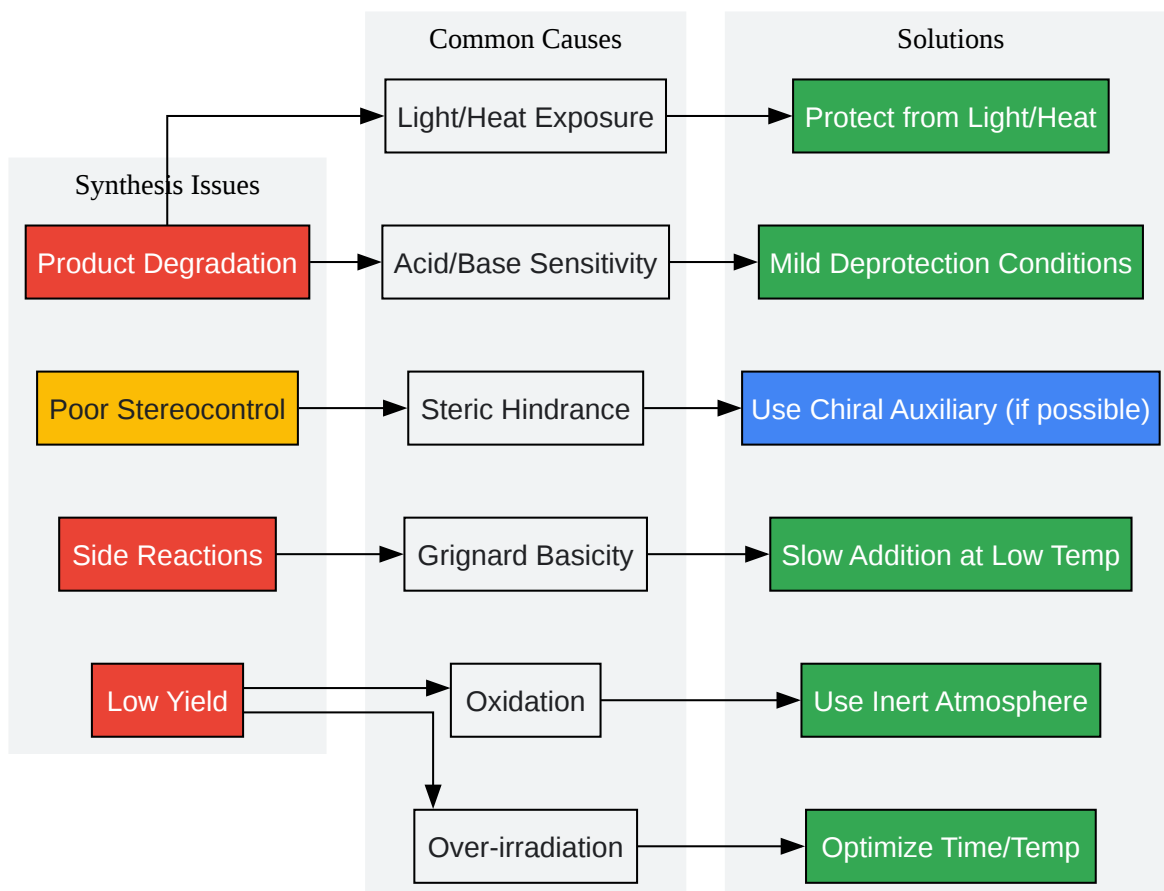 Common Causes
Solutions
Light/Heat Exposure
Protect from Light/Heat
Synthesis Issues
Product Degradation
Acid/Base Sensitivity
Mild Deprotection Conditions
Poor Stereocontrol
Steric Hindrance
Use Chiral Auxiliary (if possible)
Side Reactions
Grignard Basicity
Slow Addition at Low Temp
Low Yield
Oxidation
Use Inert Atmosphere
Over-irradiation
Optimize Time/Temp